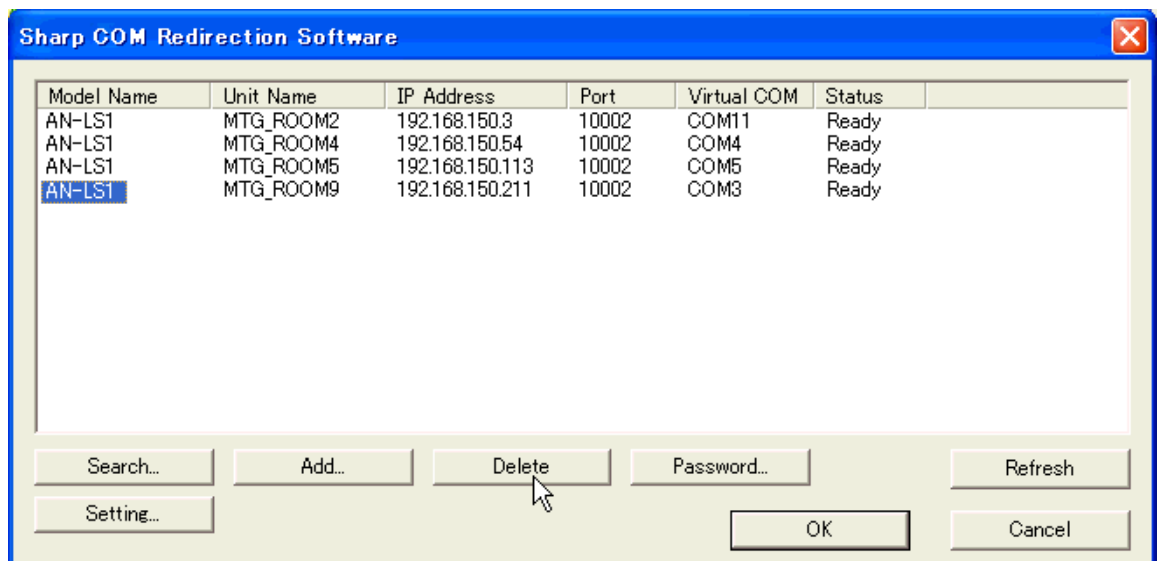 Sharp COM Redirection Software
Model Name Unit Name IP Address Port Virtual COM Status
AN-LS1 MTG_ROOM2 192.168.150.3 10002 COM11 Ready
AN-LS1 MTG_ROOM4 192.168.150.54 10002 COM4 Ready
AN-LS1 MTG_ROOM5 192.168.150.113 10002 COM5 Ready
AN-LS1 MTG_ROOM9 192.168.150.211 10002 COM3 Ready
Search... Add... Delete Password... Refresh
Setting... OK Cancel